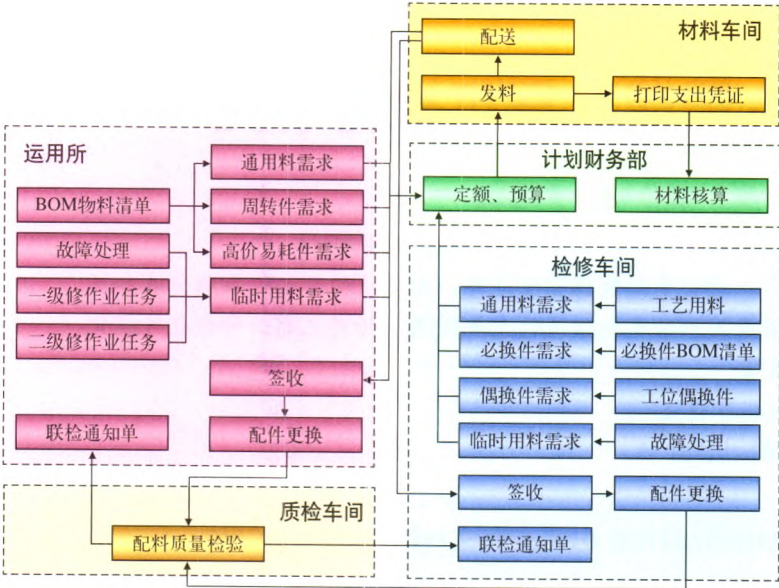 材料车间
配送
发料
打印支出凭证
计划财务部
定额、预算
材料核算
运用所
通用料需求
BOM物料清单
周转件需求
故障处理
高价易耗件需求
一级修作业任务
临时用料需求
二级修作业任务
签收
联检通知单
配件更换
检修车间
通用料需求
工艺用料
必换件需求
必换件BOM清单
偶换件需求
工位偶换件
临时用料需求
故障处理
签收
配件更换
联检通知单
质检车间
配料质量检验